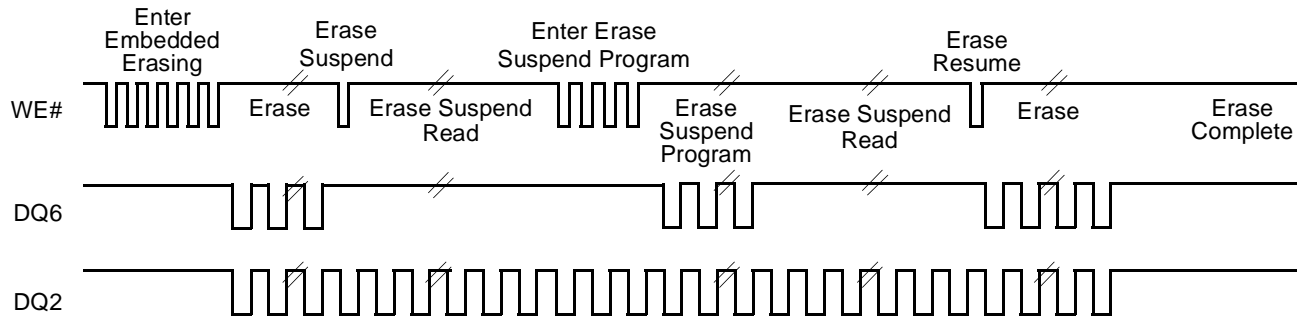 Enter
Embedded
Erasing
Erase
Suspend
Enter Erase
Suspend Program
Erase
Resume
WE#
Erase
Erase Suspend
Read
Erase
Suspend
Program
Erase Suspend
Read
Erase
Erase
Complete
DQ6
DQ2